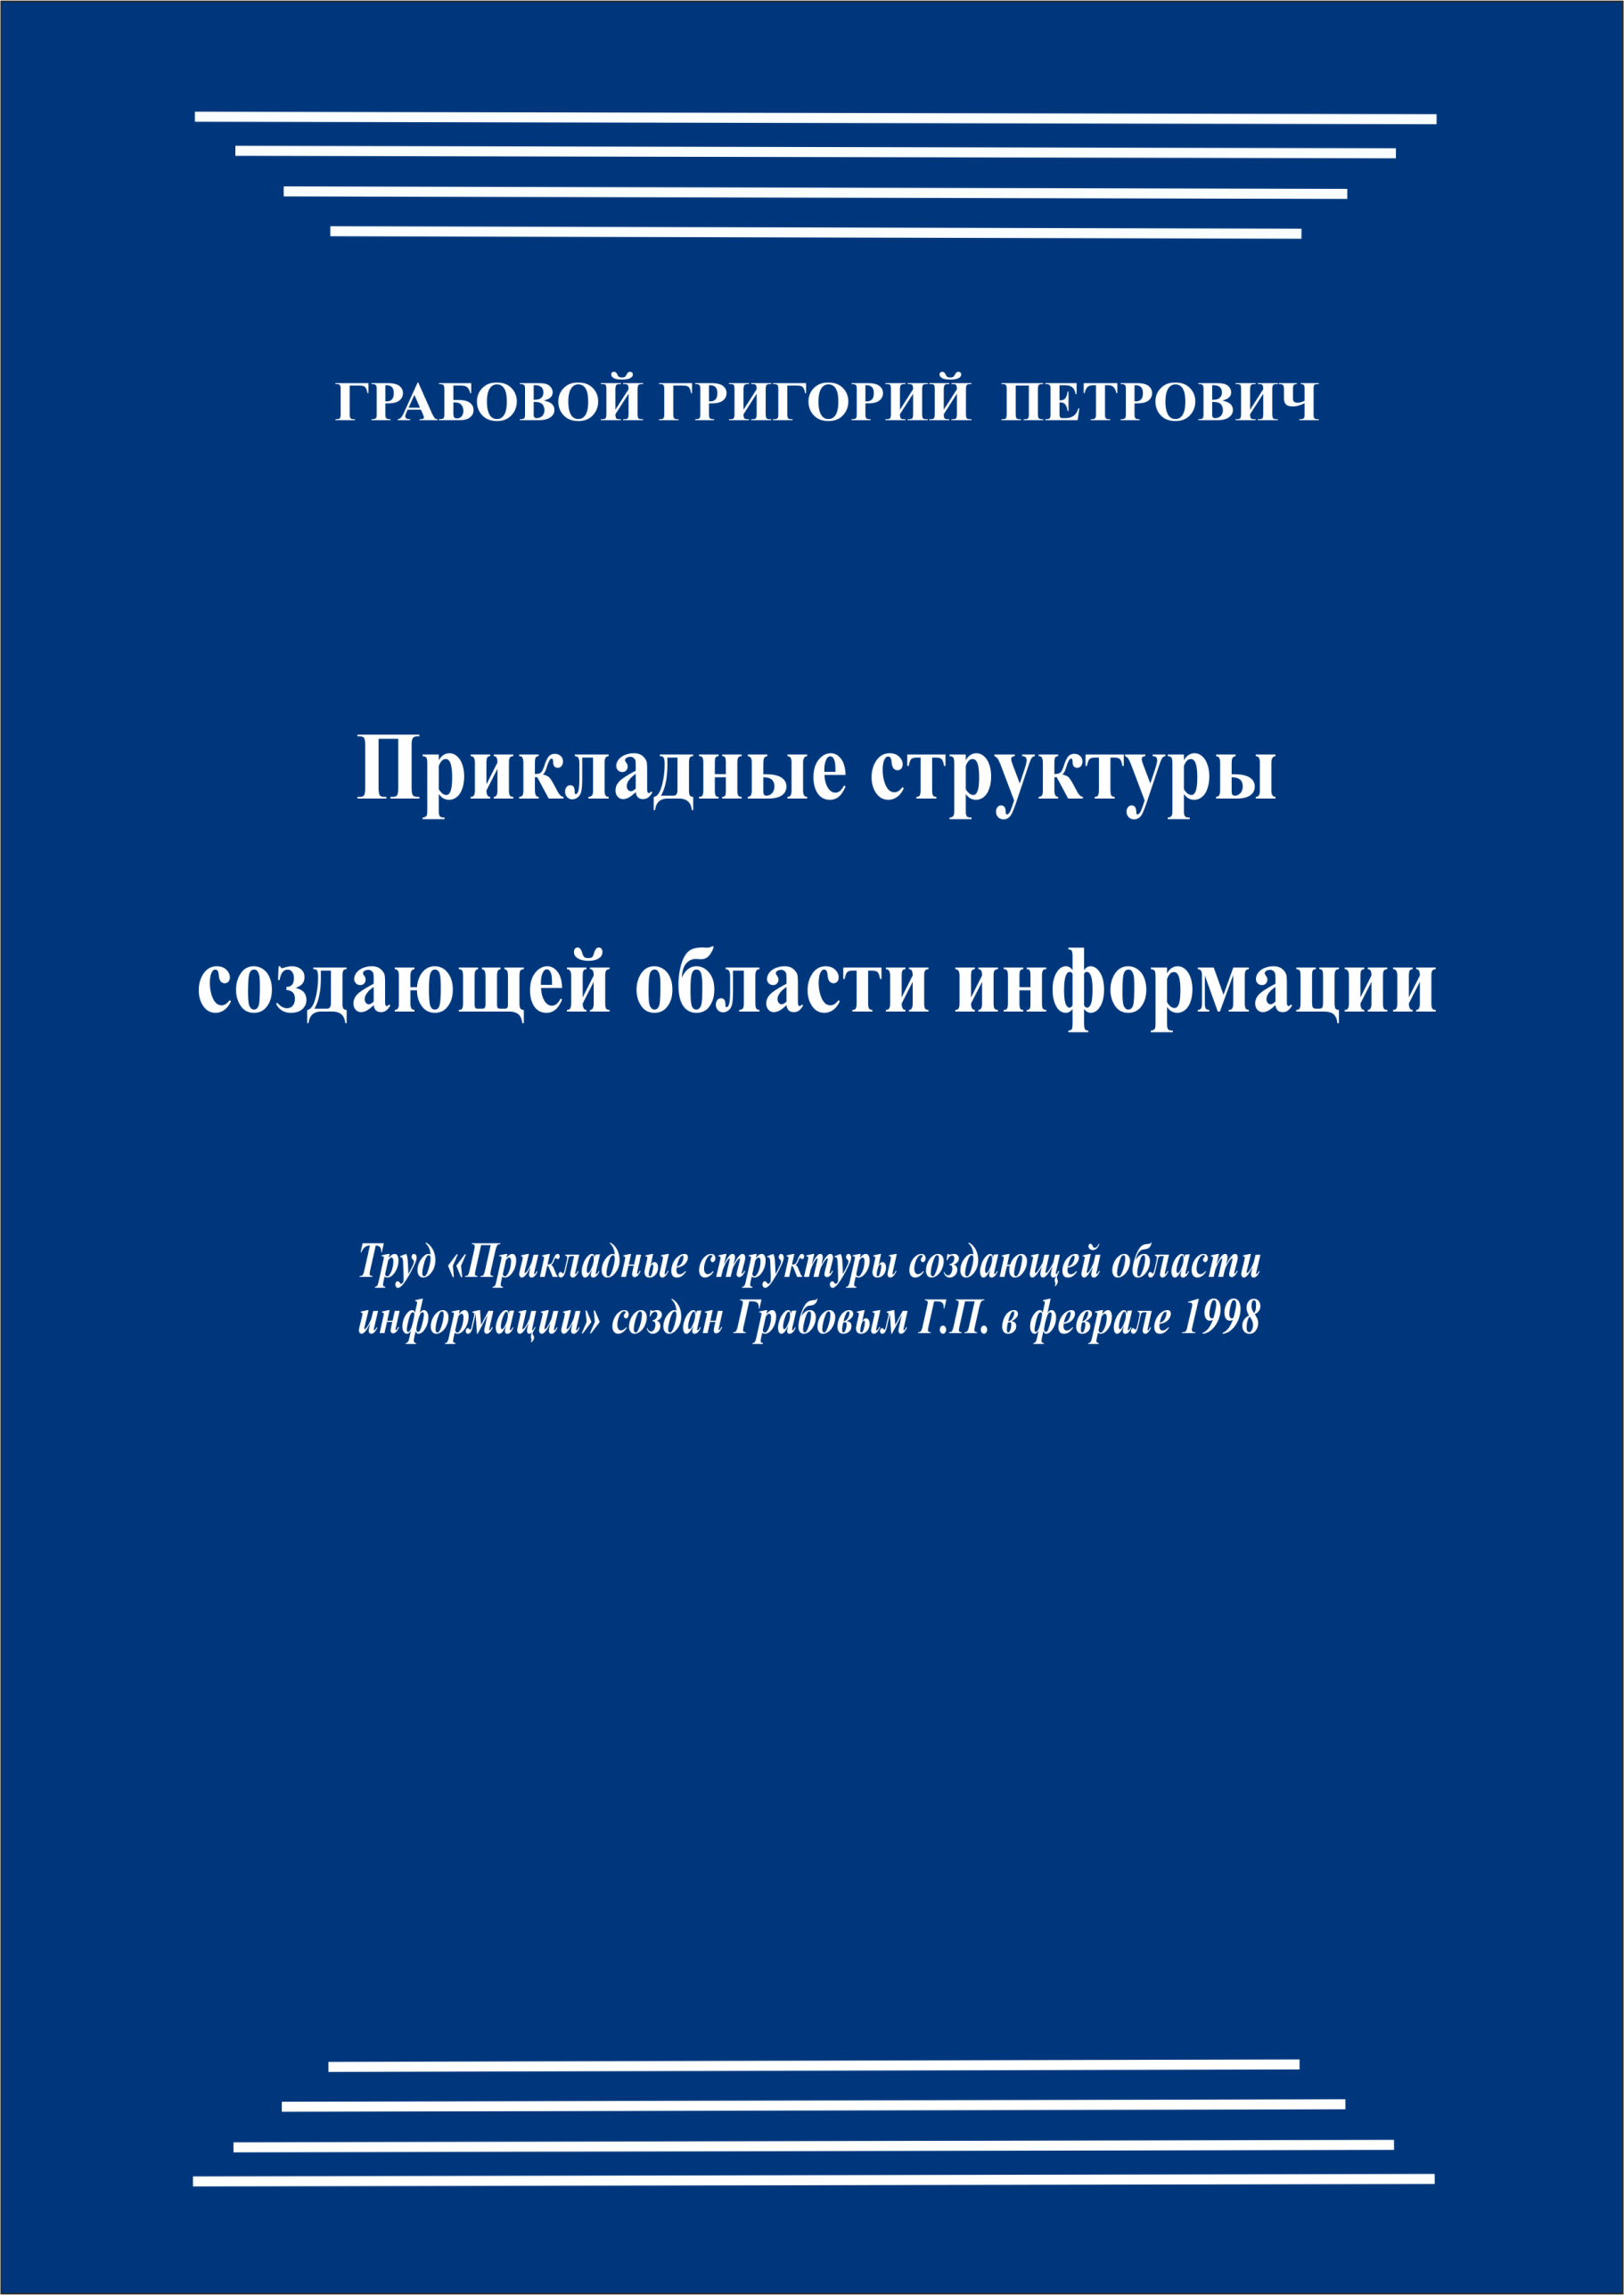 ГРАБОВОЙ ГРИГОРИЙ ПЕТРОВИЧ
Прикладные структуры
создающей области информации
Труд «Прикладные структуры создающей области
информации» создан Грабовым Г.П. в феврале 1998